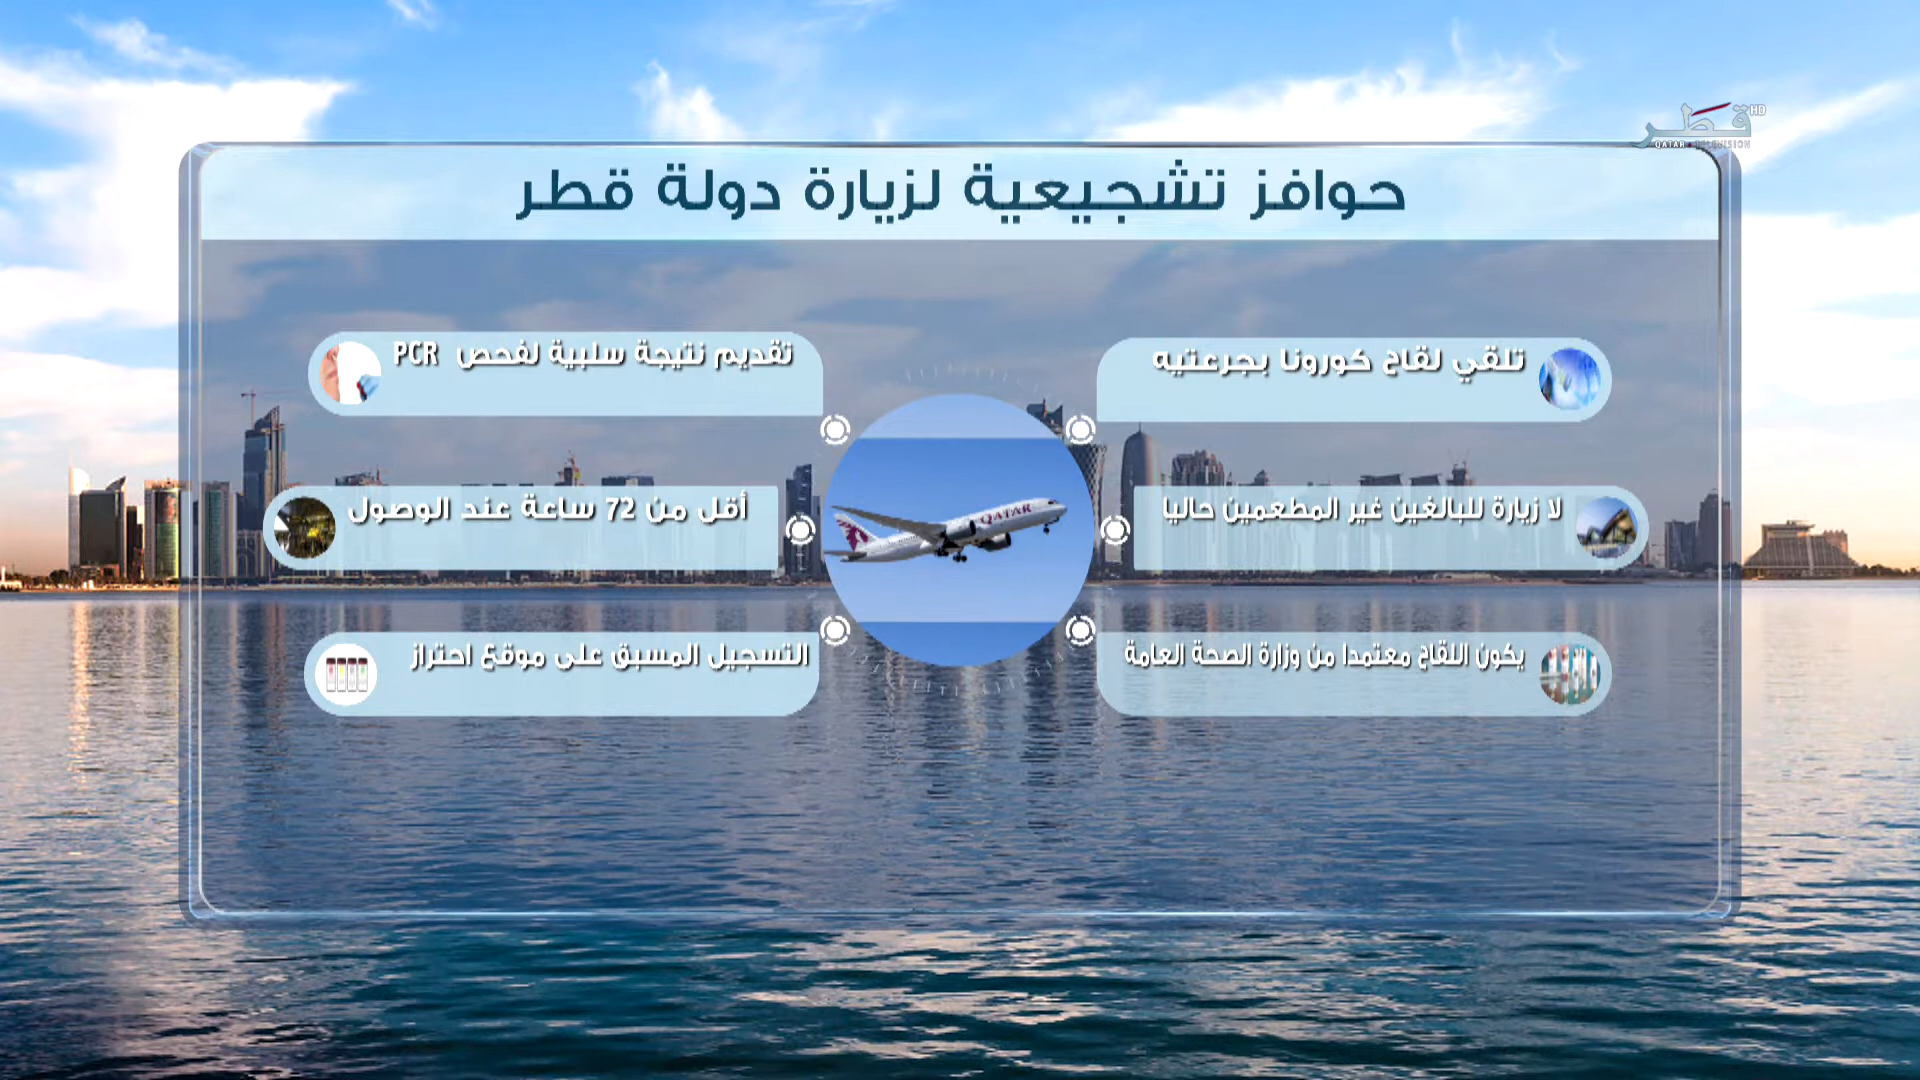 قطر HD
QATAR TELEVISION
حوافز تشجيعية لزيارة دولة قطر
تلقي لقاح كورونا بجرعتيه
لا زيارة للبالغين غير المطعمين حاليا
يكون اللقاح معتمدا من وزارة الصحة العامة
تقديم نتيجة سلبية لفحص PCR
أقل من 72 ساعة عند الوصول
التسجيل المسبق على موقع احتراز
QATAR